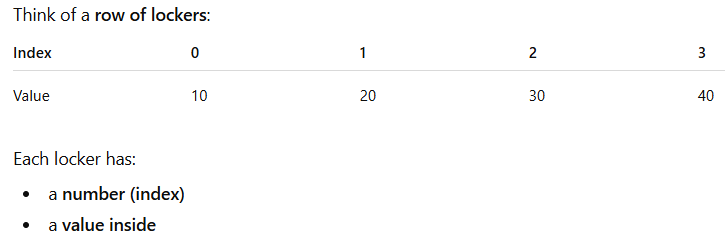 Think of a row of lockers:
Index 0 1 2 3
Value 10 20 30 40
Each locker has:
• a number (index)
• a value inside